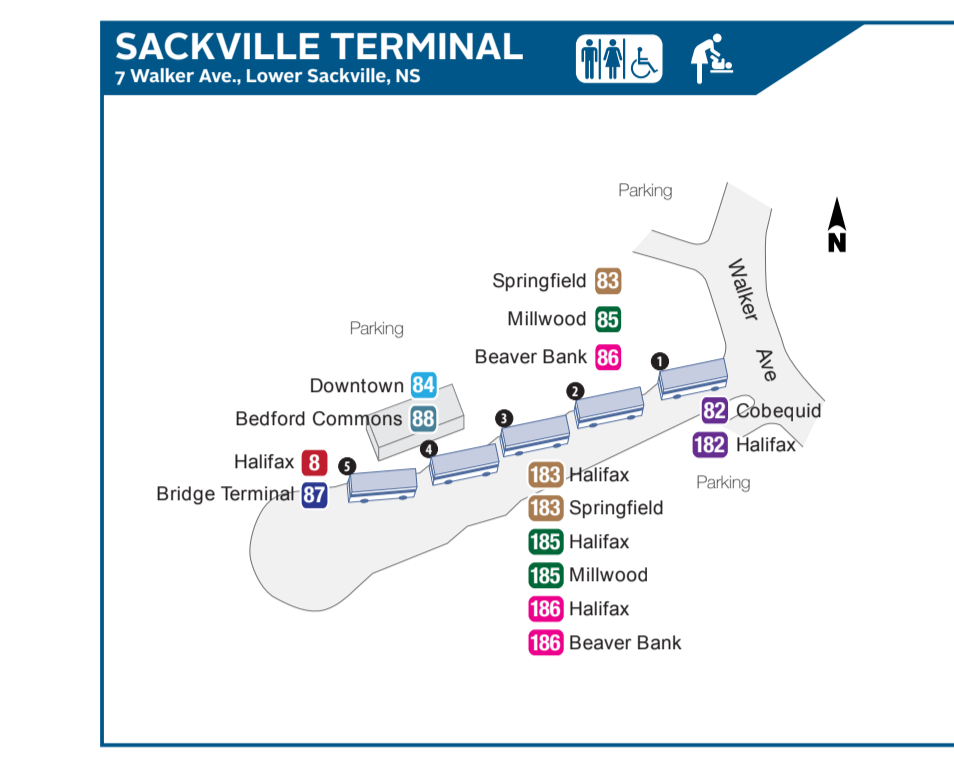 SACKVILLE TERMINAL
7 Walker Ave., Lower Sackville, NS
Parking
N
Springfield 83
Walker Ave
Millwood 85
Parking
Beaver Bank 86
1
Downtown 84
2
82 Cobequid
Bedford Commons 88
3
182 Halifax
4
Halifax 8
5
183 Halifax
Parking
Bridge Terminal 87
183 Springfield
185 Halifax
185 Millwood
186 Halifax
186 Beaver Bank